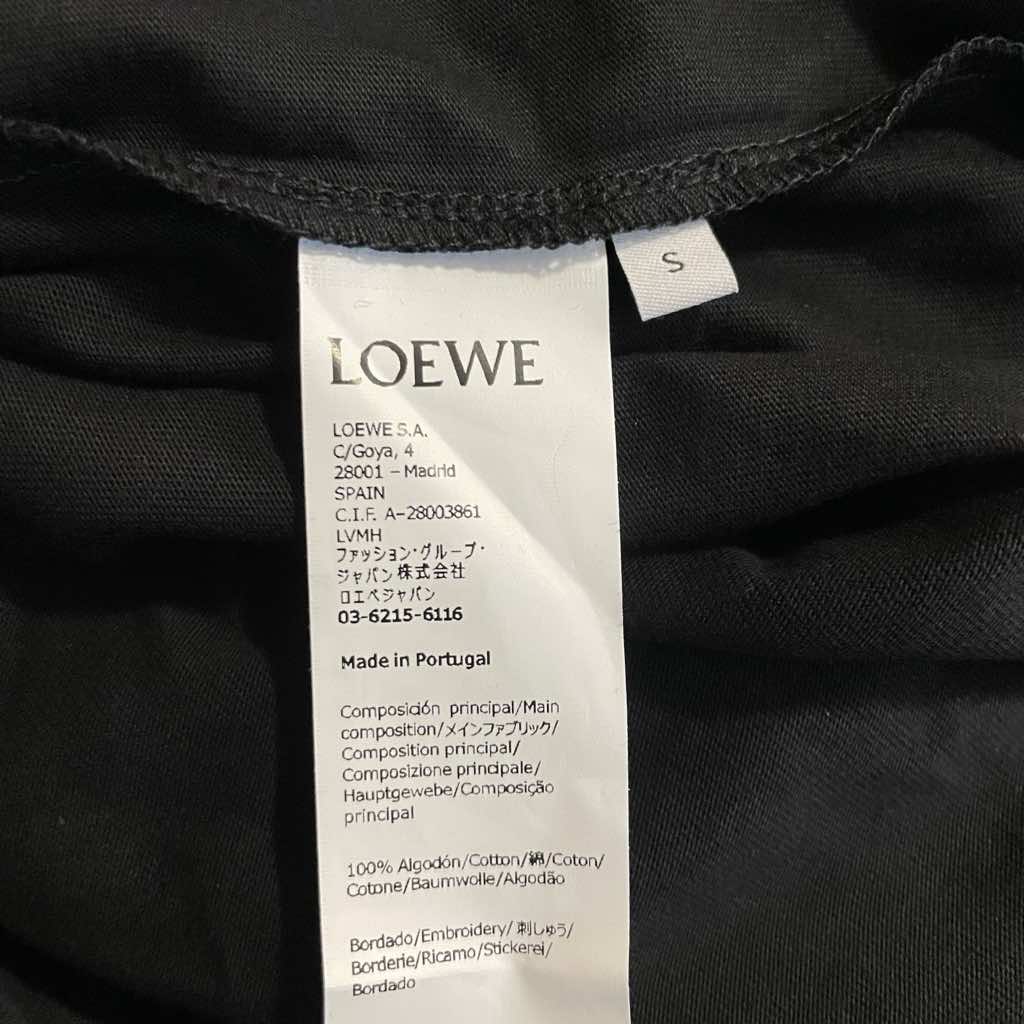 S
LOEWE
LOEWE S.A.
C/Goya, 4
28001 – Madrid
SPAIN
C.I.F. A-28003861
LVMH
ファッション・グループ・
ジャパン株式会社
ロエベジャパン
03-6215-6116
Made in Portugal
Composición principal/Main
composition/メインファブリック/
Composition principal/
Composizione principale/
Hauptgewebe/Composição
principal
100% Algodón/Cotton/綿/Coton/
Cotone/Baumwolle/Algodão
Bordado/Embroidery/刺しゅう/
Borderie/Ricamo/Stickerei/
Bordado